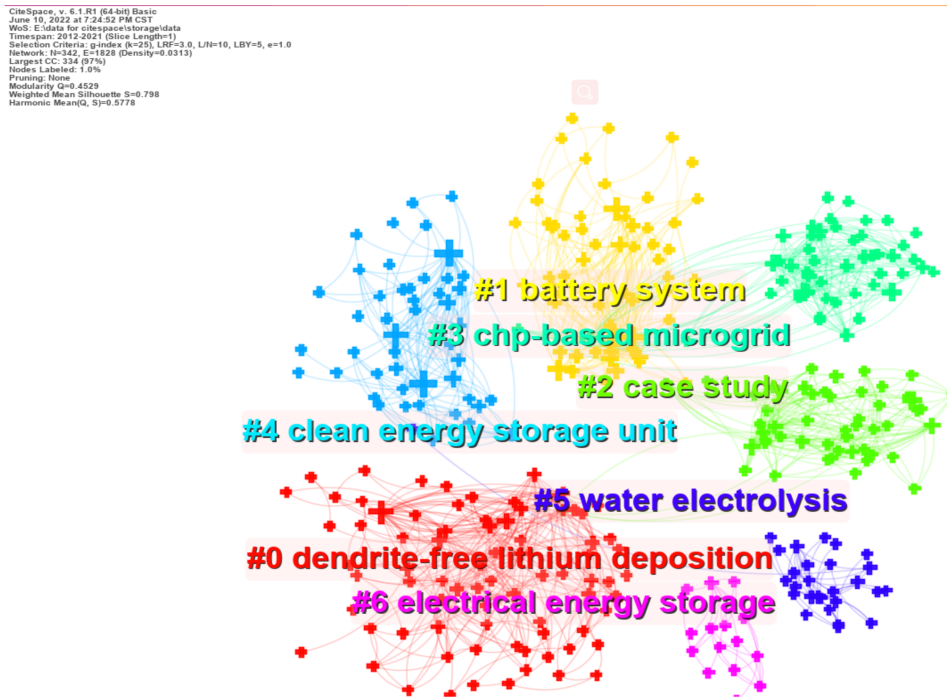 CiteSpace, v. 6.1.R1 (64-bit) Basic
June 10, 2022 at 7:24:52 PM CST
WoS: E:\data for citespace\storage\data
Timespan: 2012-2021 (Slice Length=1)
Selection Criteria: g-index (k=25), LRF=3.0, L/N=10, LBY=5, e=1.0
Network: N=342, E=1828 (Density=0.0313)
Largest CC: 334 (97%)
Nodes Labeled: 1.0%
Pruning: None
Modularity Q=0.4529
Weighted Mean Silhouette S=0.798
Harmonic Mean(Q, S)=0.5778
#1 battery system
#3 chp-based microgrid
#2 case study
#4 clean energy storage unit
#5 water electrolysis
#0 dendrite-free lithium deposition
#6 electrical energy storage